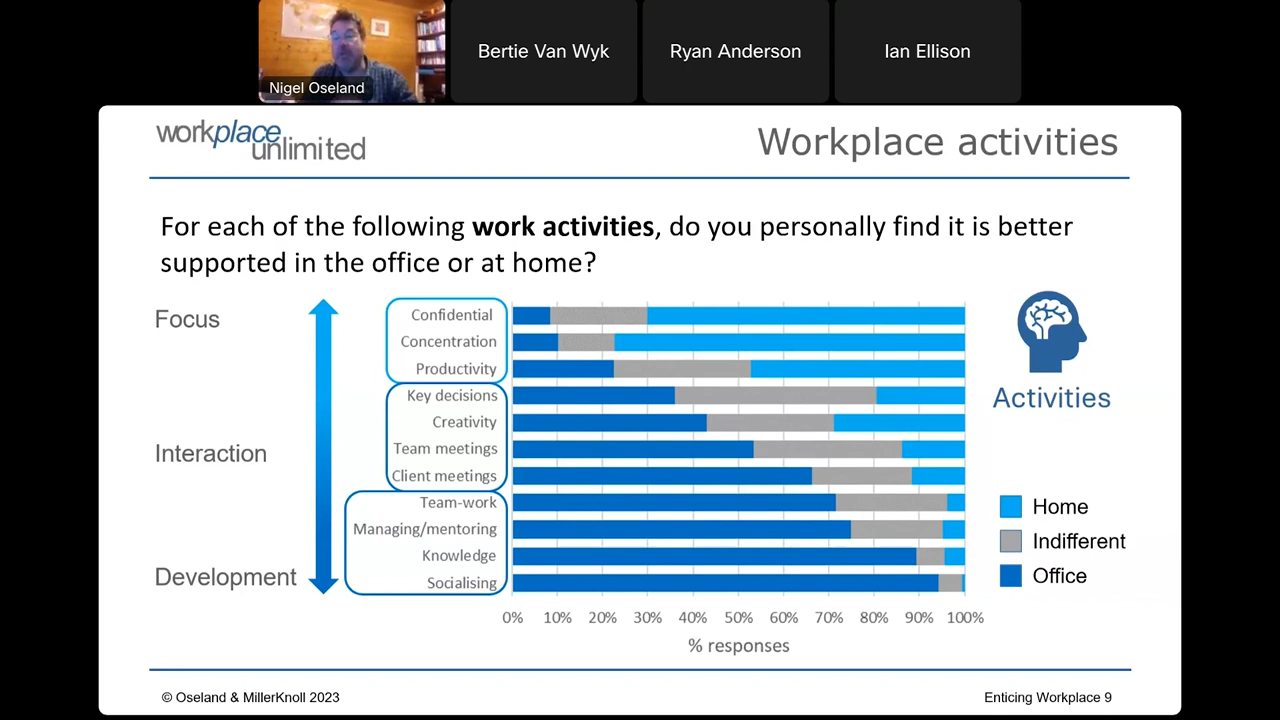 Nigel Oseland
Bertie Van Wyk
Ryan Anderson
Ian Ellison
workplace
unlimited
Workplace activities
For each of the following work activities, do you personally find it is better
supported in the office or at home?
Focus
Interaction
Development
Confidential
Concentration
Productivity
Key decisions
Creativity
Team meetings
Client meetings
Team-work
Managing/mentoring
Knowledge
Socialising
0% 10% 20% 30% 40% 50% 60% 70% 80% 90% 100%
% responses
Activities
Home
Indifferent
Office
© Oseland & MillerKnoll 2023
Enticing Workplace 9